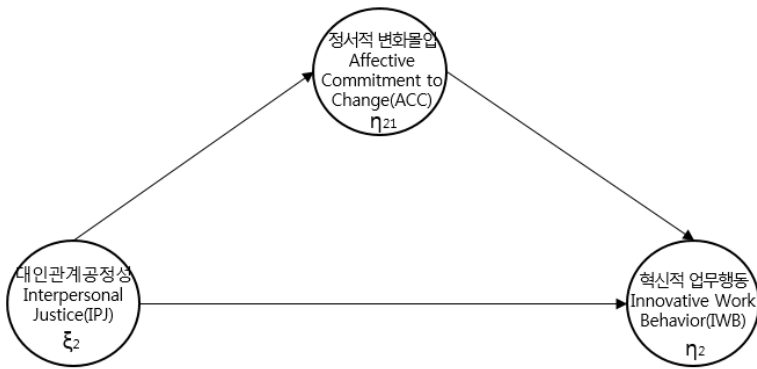 정서적 변화몰입
Affective
Commitment to
Change(ACC)
η21
대인관계공정성
Interpersonal
Justice(IPJ)
ξ2
혁신적 업무행동
Innovative Work
Behavior(IWB)
η2